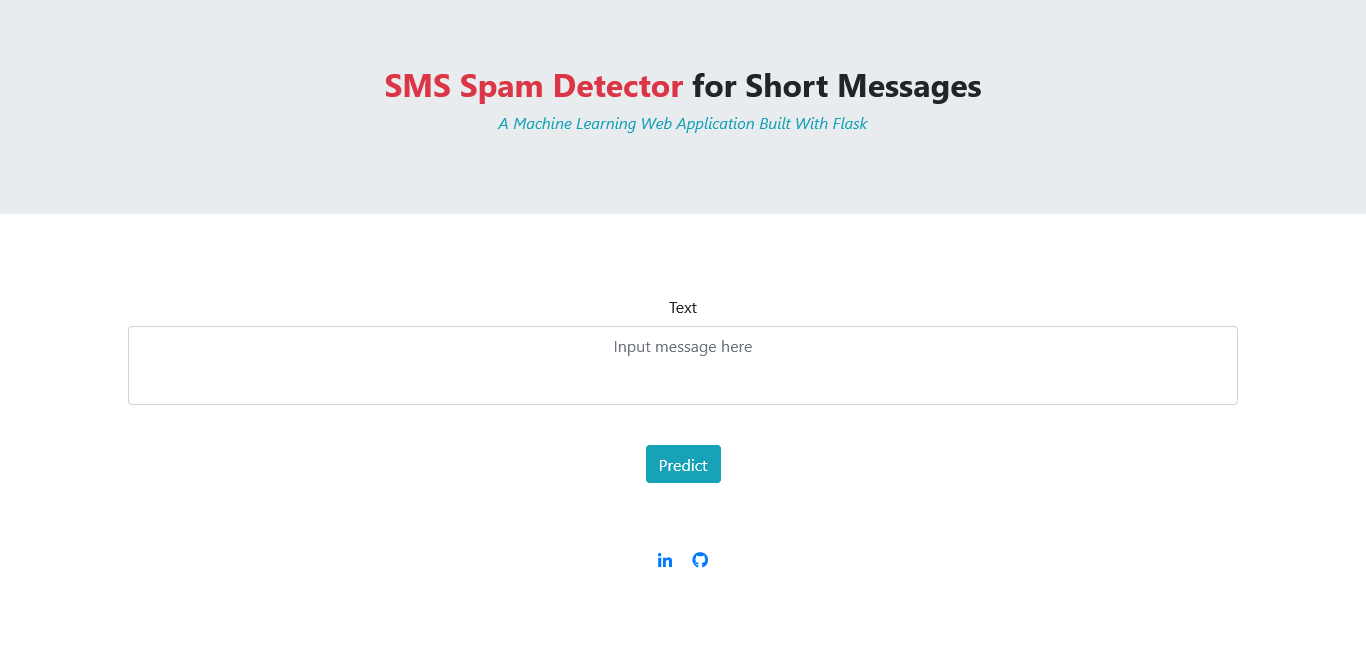 SMS Spam Detector for Short Messages
A Machine Learning Web Application Built With Flask
Text
Input message here
Predict
in